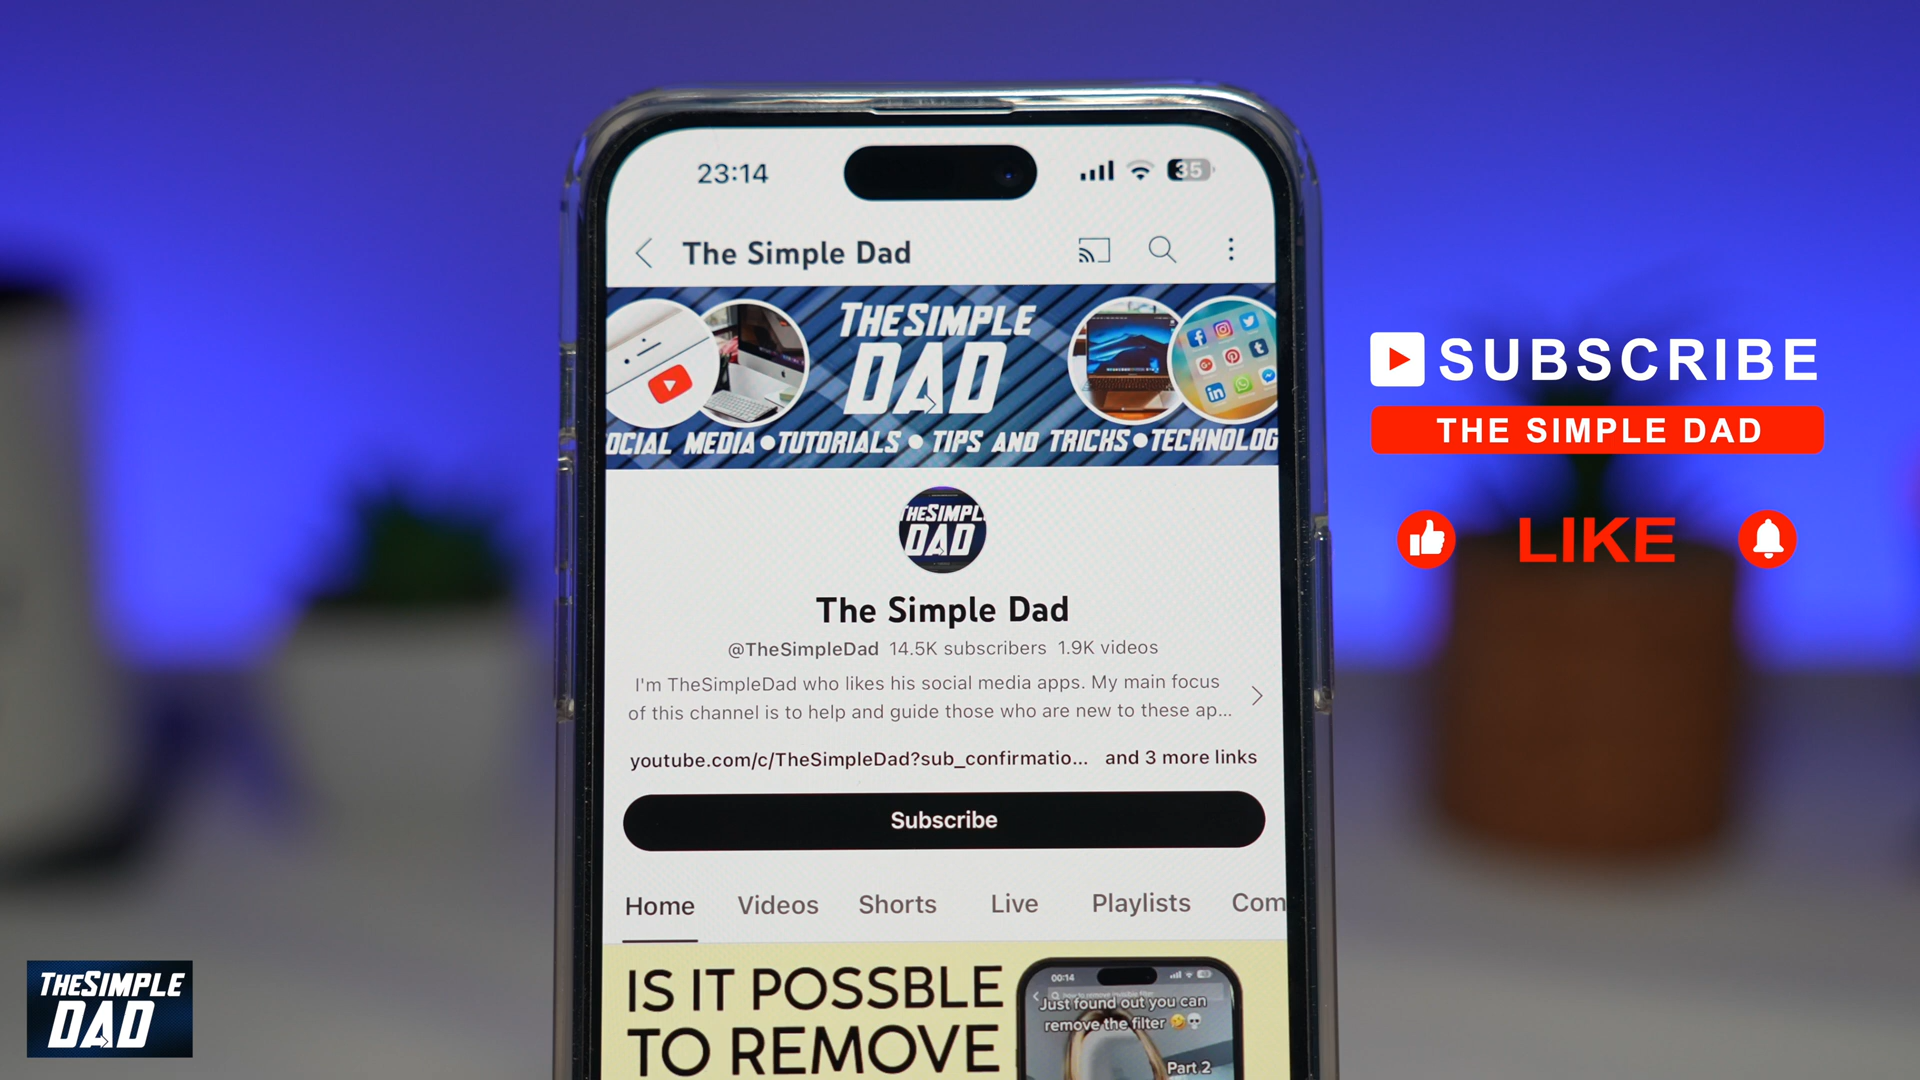 23:14
35
The Simple Dad
THESIMPLE
DAD
OCIAL MEDIA • TUTORIALS • TIPS AND TRICKS • TECHNOLOG
THESIMPL
DAD
The Simple Dad
@TheSimpleDad 14.5K subscribers 1.9K videos
I'm TheSimpleDad who likes his social media apps. My main focus
of this channel is to help and guide those who are new to these ap...
youtube.com/c/TheSimpleDad?sub_confirmatio... and 3 more links
Subscribe
Home Videos Shorts Live Playlists Com
IS IT POSSBLE
TO REMOVE
00:14
Just found out you can
remove the filter 🤣💀
Part 2
SUBSCRIBE
THE SIMPLE DAD
LIKE
THESIMPLE
DAD